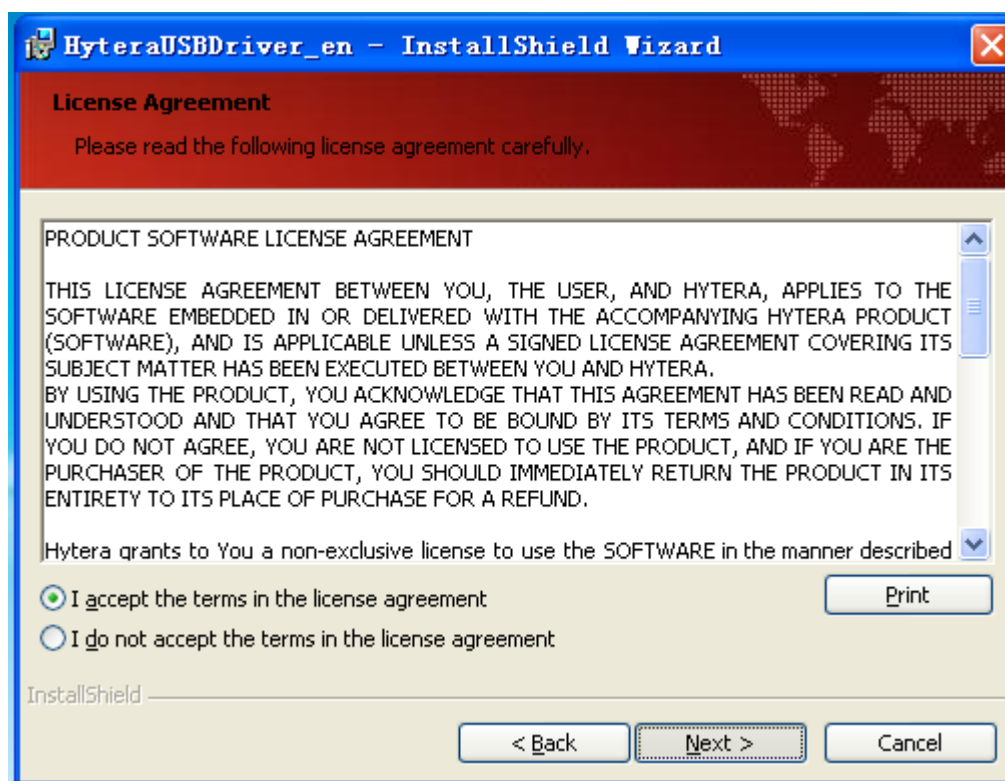 HyteraUSBDriver_en - InstallShield Wizard
License Agreement
Please read the following license agreement carefully.
PRODUCT SOFTWARE LICENSE AGREEMENT
THIS LICENSE AGREEMENT BETWEEN YOU, THE USER, AND HYTERA, APPLIES TO THE
SOFTWARE EMBEDDED IN OR DELIVERED WITH THE ACCOMPANYING HYTERA PRODUCT
(SOFTWARE), AND IS APPLICABLE UNLESS A SIGNED LICENSE AGREEMENT COVERING ITS
SUBJECT MATTER HAS BEEN EXECUTED BETWEEN YOU AND HYTERA.
BY USING THE PRODUCT, YOU ACKNOWLEDGE THAT THIS AGREEMENT HAS BEEN READ AND
UNDERSTOOD AND THAT YOU AGREE TO BE BOUND BY ITS TERMS AND CONDITIONS. IF
YOU DO NOT AGREE, YOU ARE NOT LICENSED TO USE THE PRODUCT, AND IF YOU ARE THE
PURCHASER OF THE PRODUCT, YOU SHOULD IMMEDIATELY RETURN THE PRODUCT IN ITS
ENTIRETY TO ITS PLACE OF PURCHASE FOR A REFUND.
Hytera grants to You a non-exclusive license to use the SOFTWARE in the manner described
I accept the terms in the license agreement
Print
I do not accept the terms in the license agreement
InstallShield
< Back
Next >
Cancel